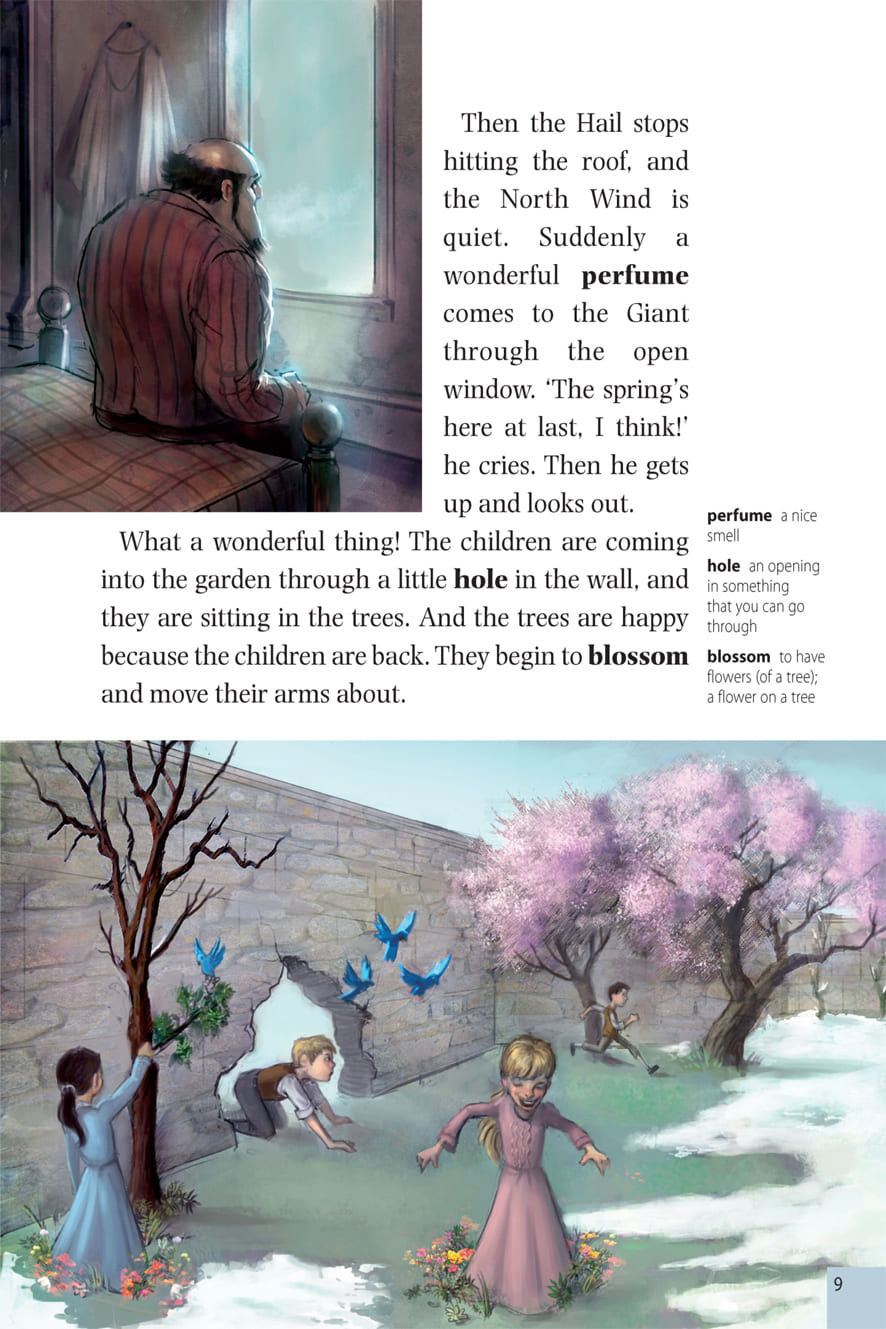 Then the Hail stops
hitting the roof, and
the North Wind is
quiet. Suddenly a
wonderful perfume
comes to the Giant
through the open
window. ‘The spring’s
here at last, I think!’
he cries. Then he gets
up and looks out.
What a wonderful thing! The children are coming
into the garden through a little hole in the wall, and
they are sitting in the trees. And the trees are happy
because the children are back. They begin to blossom
and move their arms about.
perfume a nice
smell
hole an opening
in something
that you can go
through
blossom to have
flowers (of a tree);
a flower on a tree
9